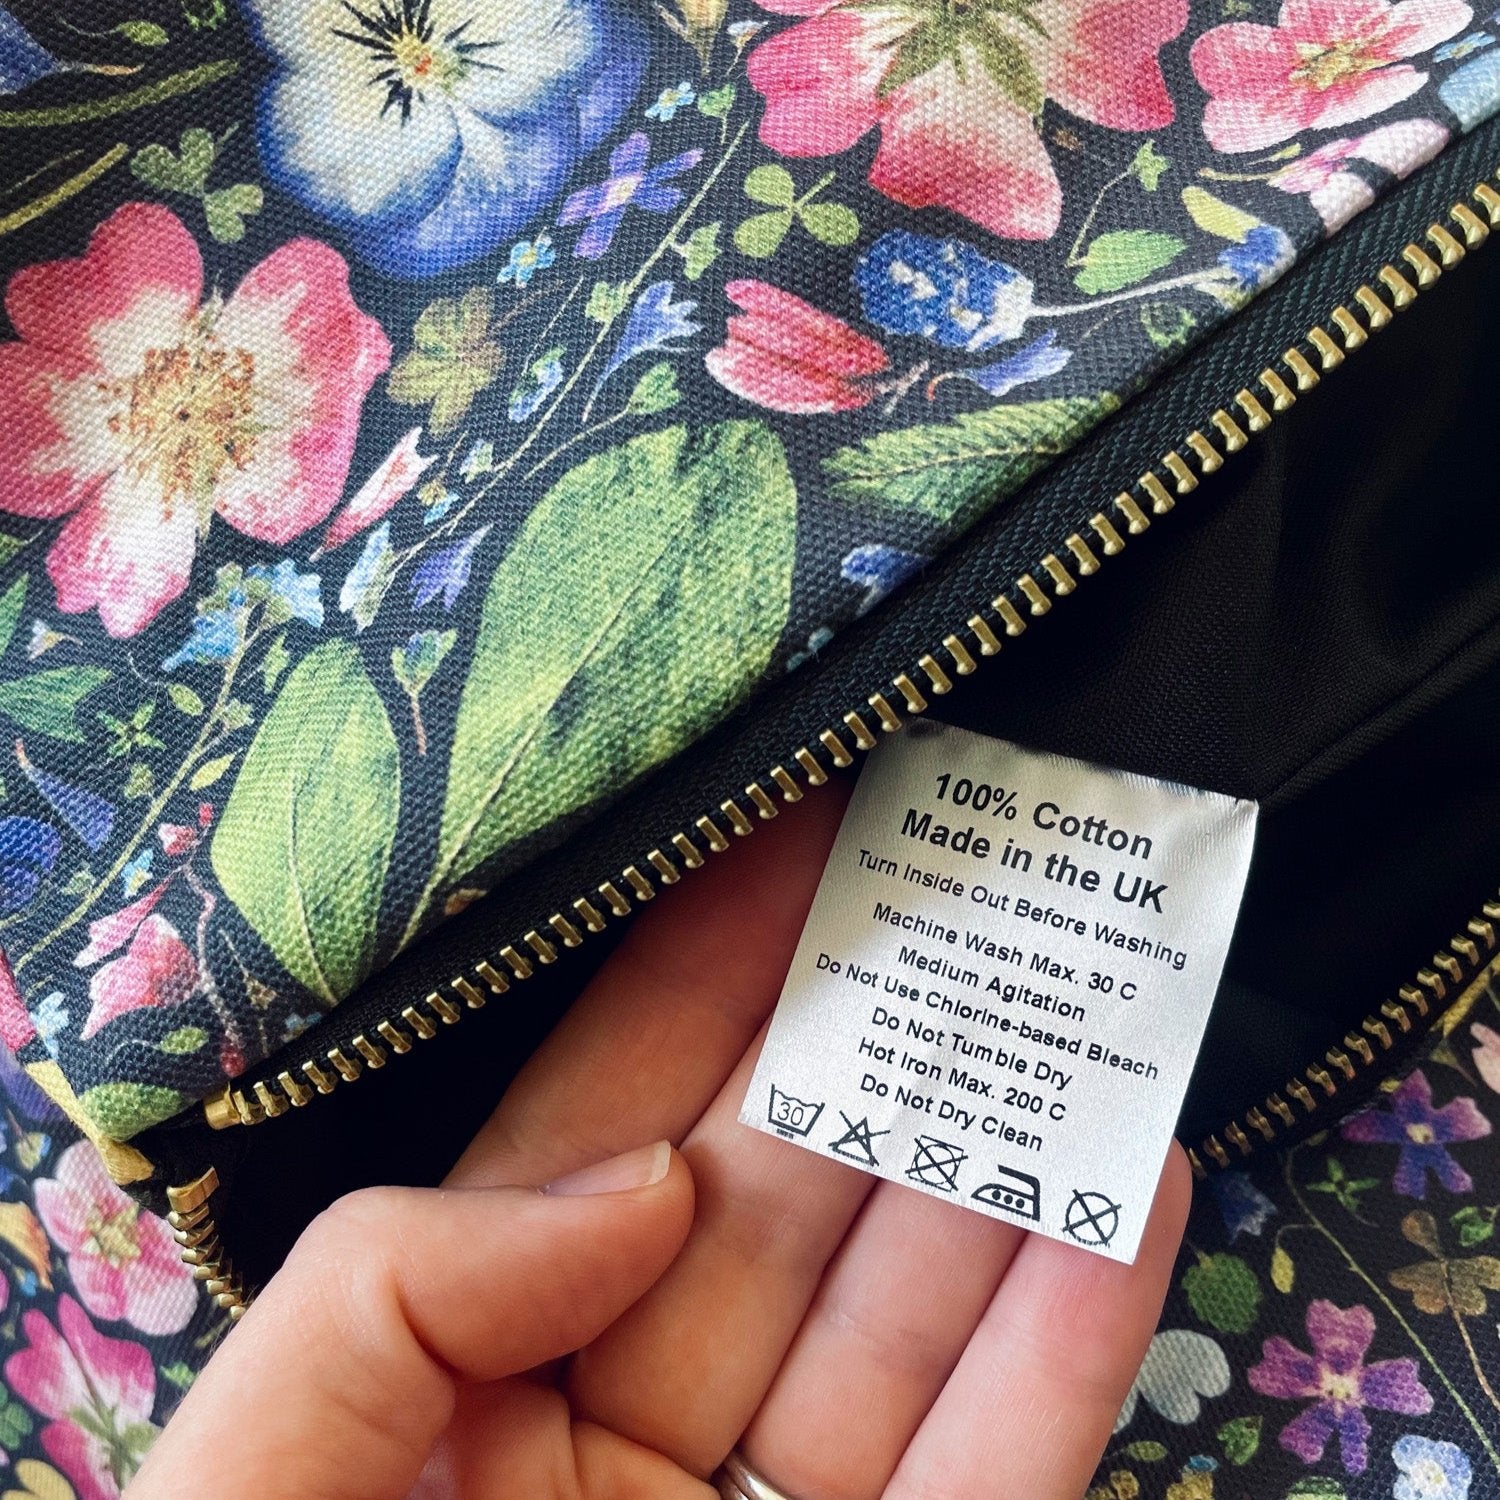 100% Cotton
Made in the UK
Turn Inside Out Before Washing
Machine Wash Max. 30 C
Medium Agitation
Do Not Use Chlorine-based Bleach
Do Not Tumble Dry
Hot Iron Max. 200 C
Do Not Dry Clean
30